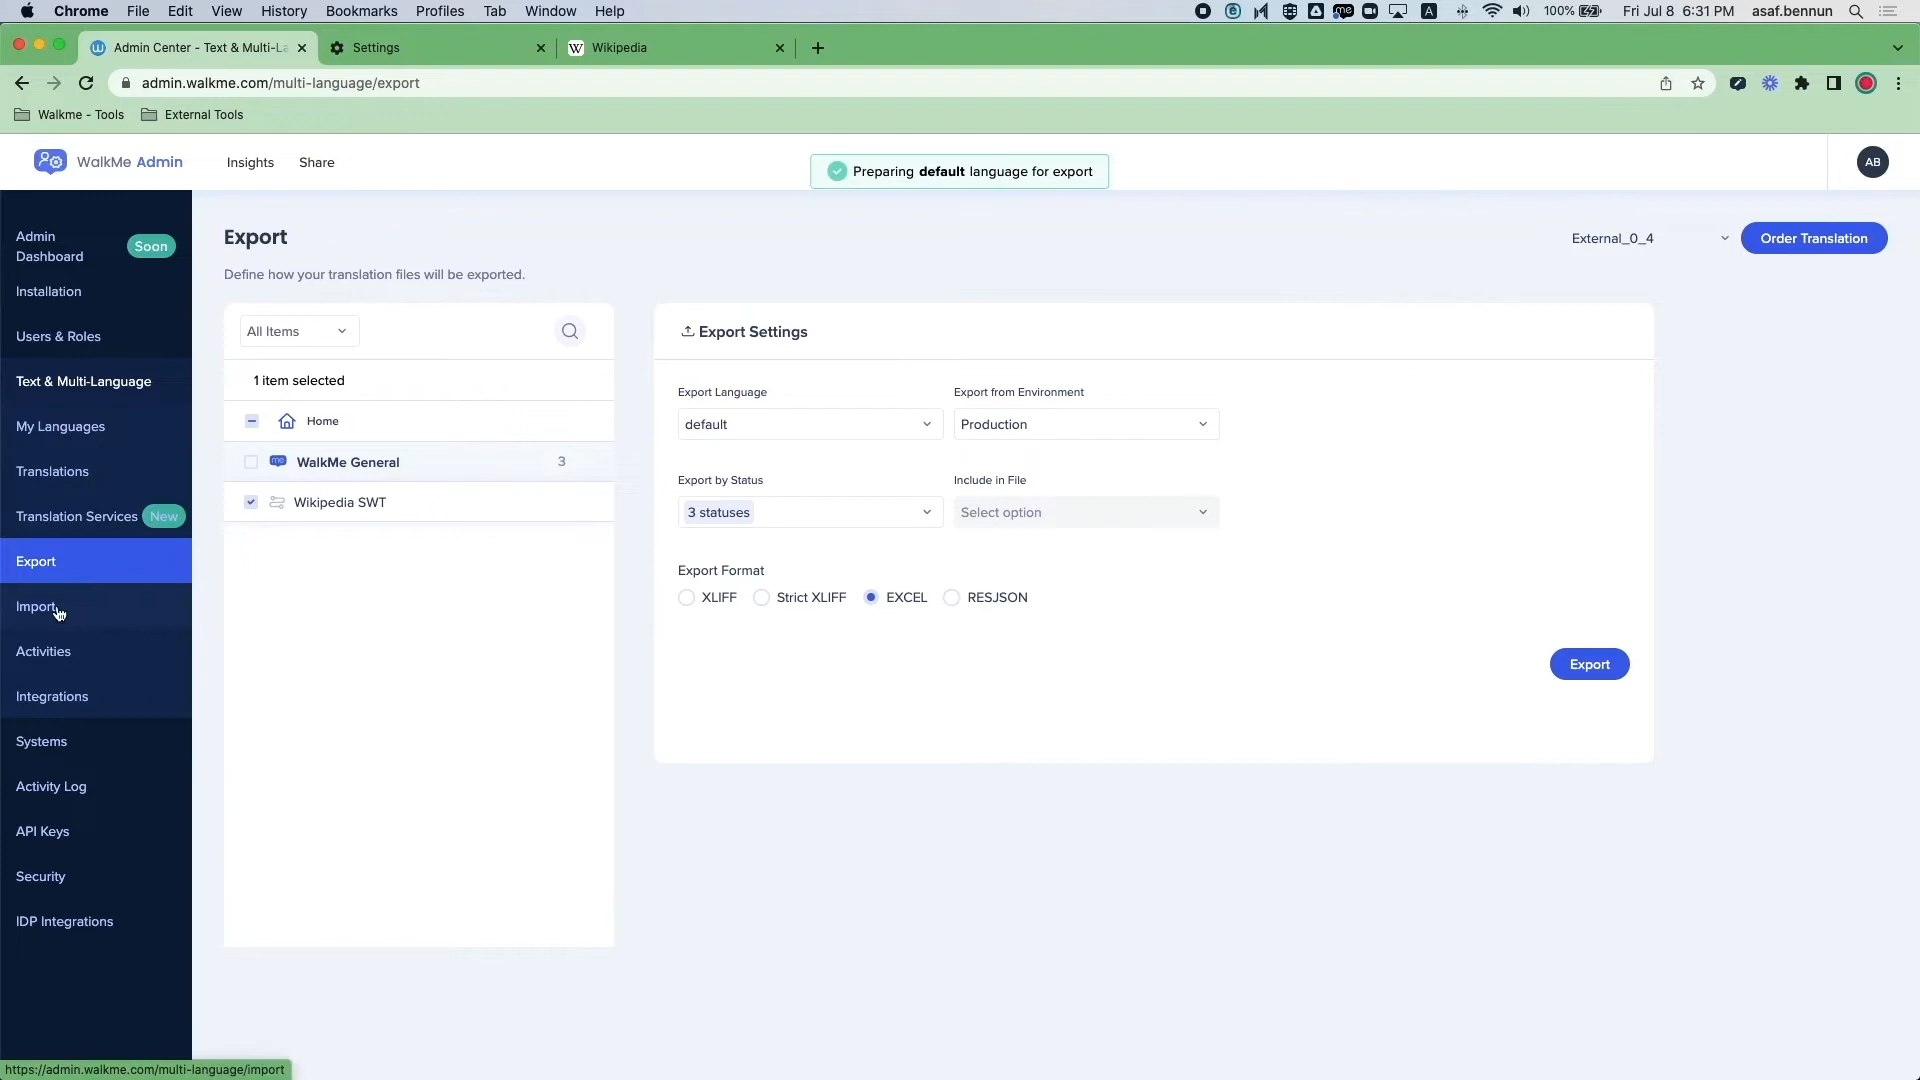 Chrome File Edit View History Bookmarks Profiles Tab Window Help
me A 100% Fri Jul 8 6:31 PM asaf.bennun
Admin Center - Text & Multi-La
Settings
W Wikipedia
admin.walkme.com/multi-language/export
Walkme - Tools
External Tools
WalkMe Admin
Insights
Share
Preparing default language for export
AB
Admin Dashboard
Soon
Installation
Users & Roles
Text & Multi-Language
My Languages
Translations
Translation Services
New
Export
Import
Activities
Integrations
Systems
Activity Log
API Keys
Security
IDP Integrations
Export
Define how your translation files will be exported.
External_0_4
Order Translation
All Items
1 item selected
Home
me WalkMe General 3
Wikipedia SWT
Export Settings
Export Language
default
Export from Environment
Production
Export by Status
3 statuses
Include in File
Select option
Export Format
XLIFF
Strict XLIFF
EXCEL
RESJSON
Export
https://admin.walkme.com/multi-language/import